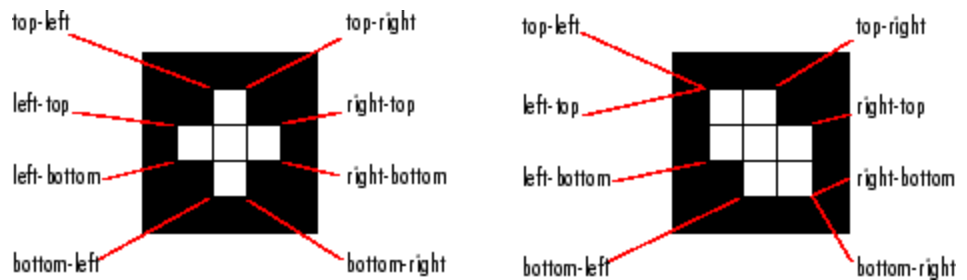 top-left
top-right
left-top
right-top
left-bottom
right-bottom
bottom-left
bottom-right
top-left
top-right
left-top
right-top
left-bottom
right-bottom
bottom-left
bottom-right